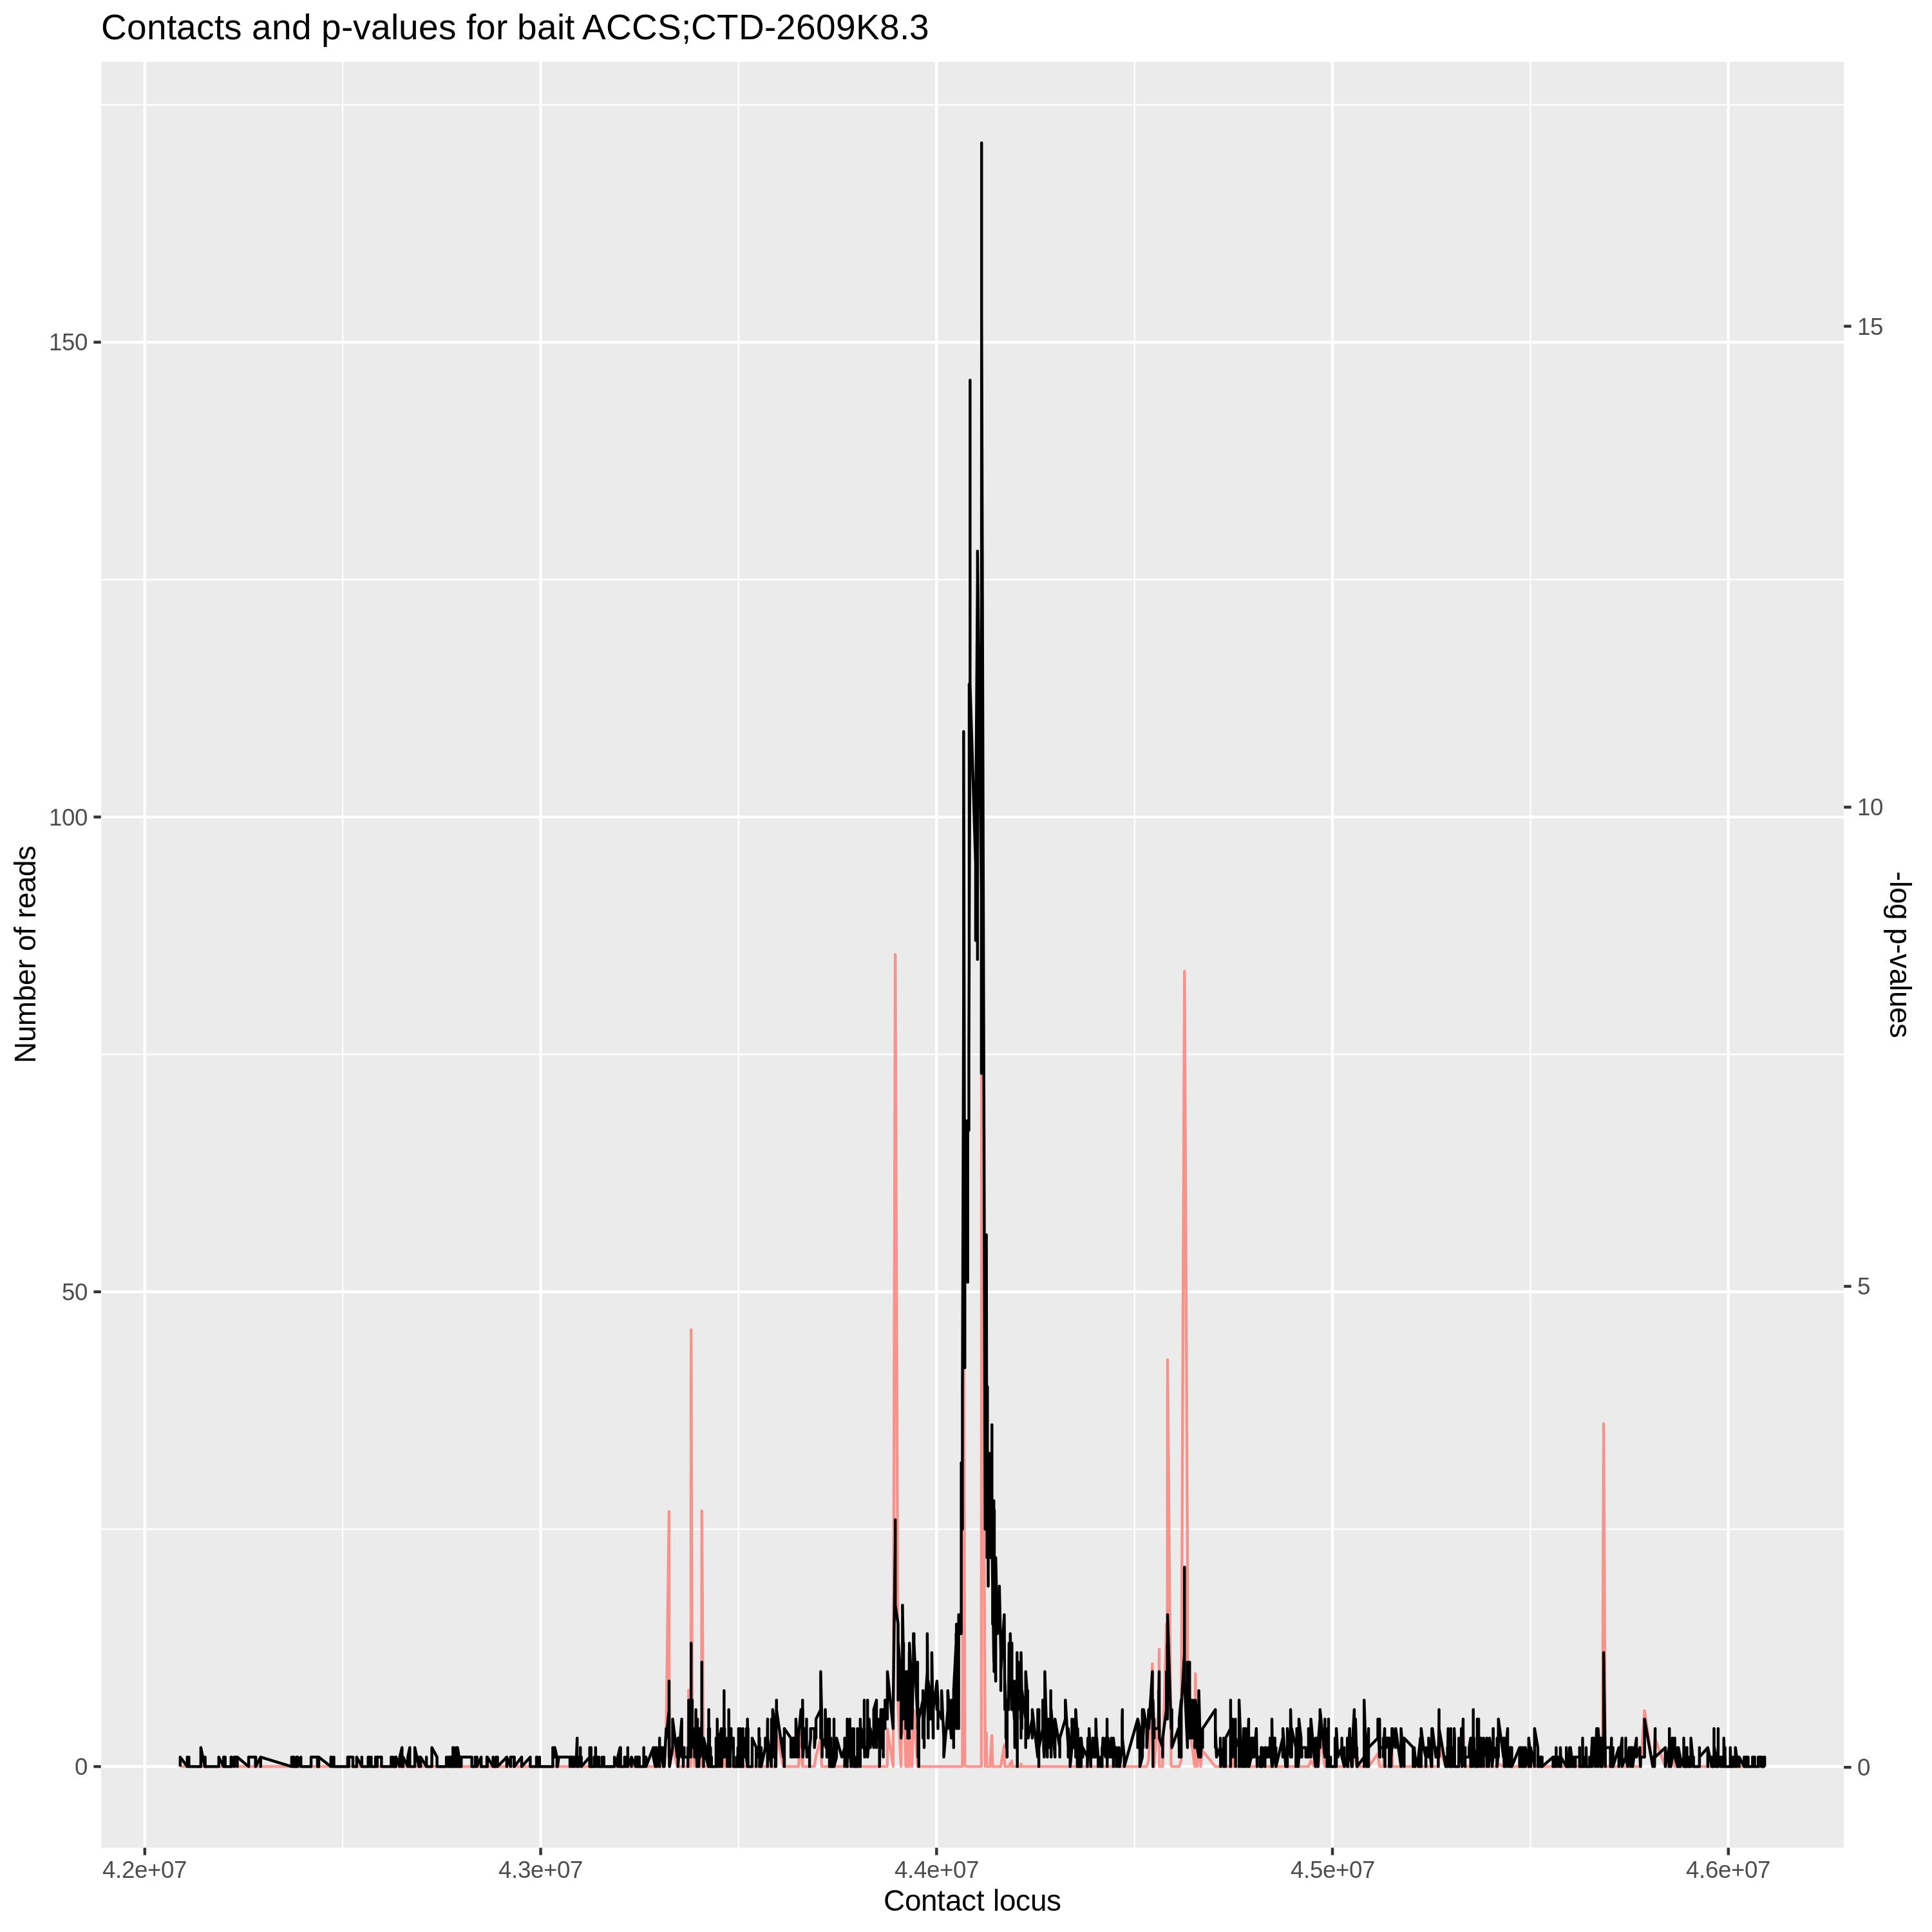 Contacts and p-values for bait ACCS;CTD-2609K8.3
150
100
50
0
Number of reads
15
10
5
0
-log p-values
4.2e+07
4.3e+07
4.4e+07
4.5e+07
4.6e+07
Contact locus